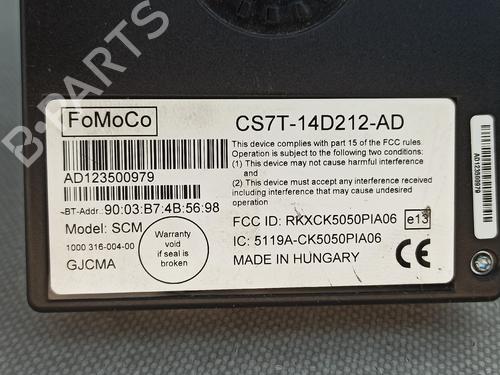 B-PARTS
FoMoCo
CS7T-14D212-AD
This device complies with part 15 of the FCC rules
Operation is subject to the following two conditions:
(1) This device may not cause harmful interference
and
(2) This device must accept any received interference
including interference that may cause undesired
operation
AD123500979
~BT-Addr. 90:03:B7:4B:56:98
Model: SCM
1000 316-004-00
GJCMA
Warranty
void
if seal is
broken
FCC ID: RKXCK5050PIA06
e13
IC: 5119A-CK5050PIA06
MADE IN HUNGARY
CE
AD123500979